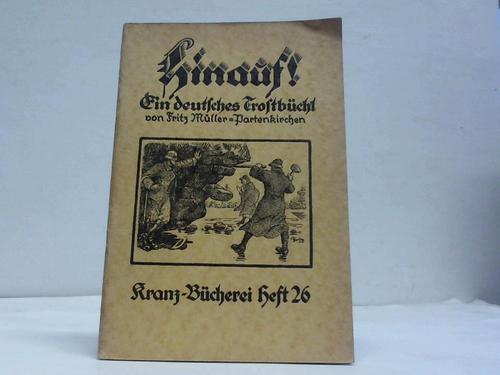 Hinauf!
Ein deutsches Trostbüchl
von Fritz Müller=Partenkirchen
Kranz=Bücherei Heft 26